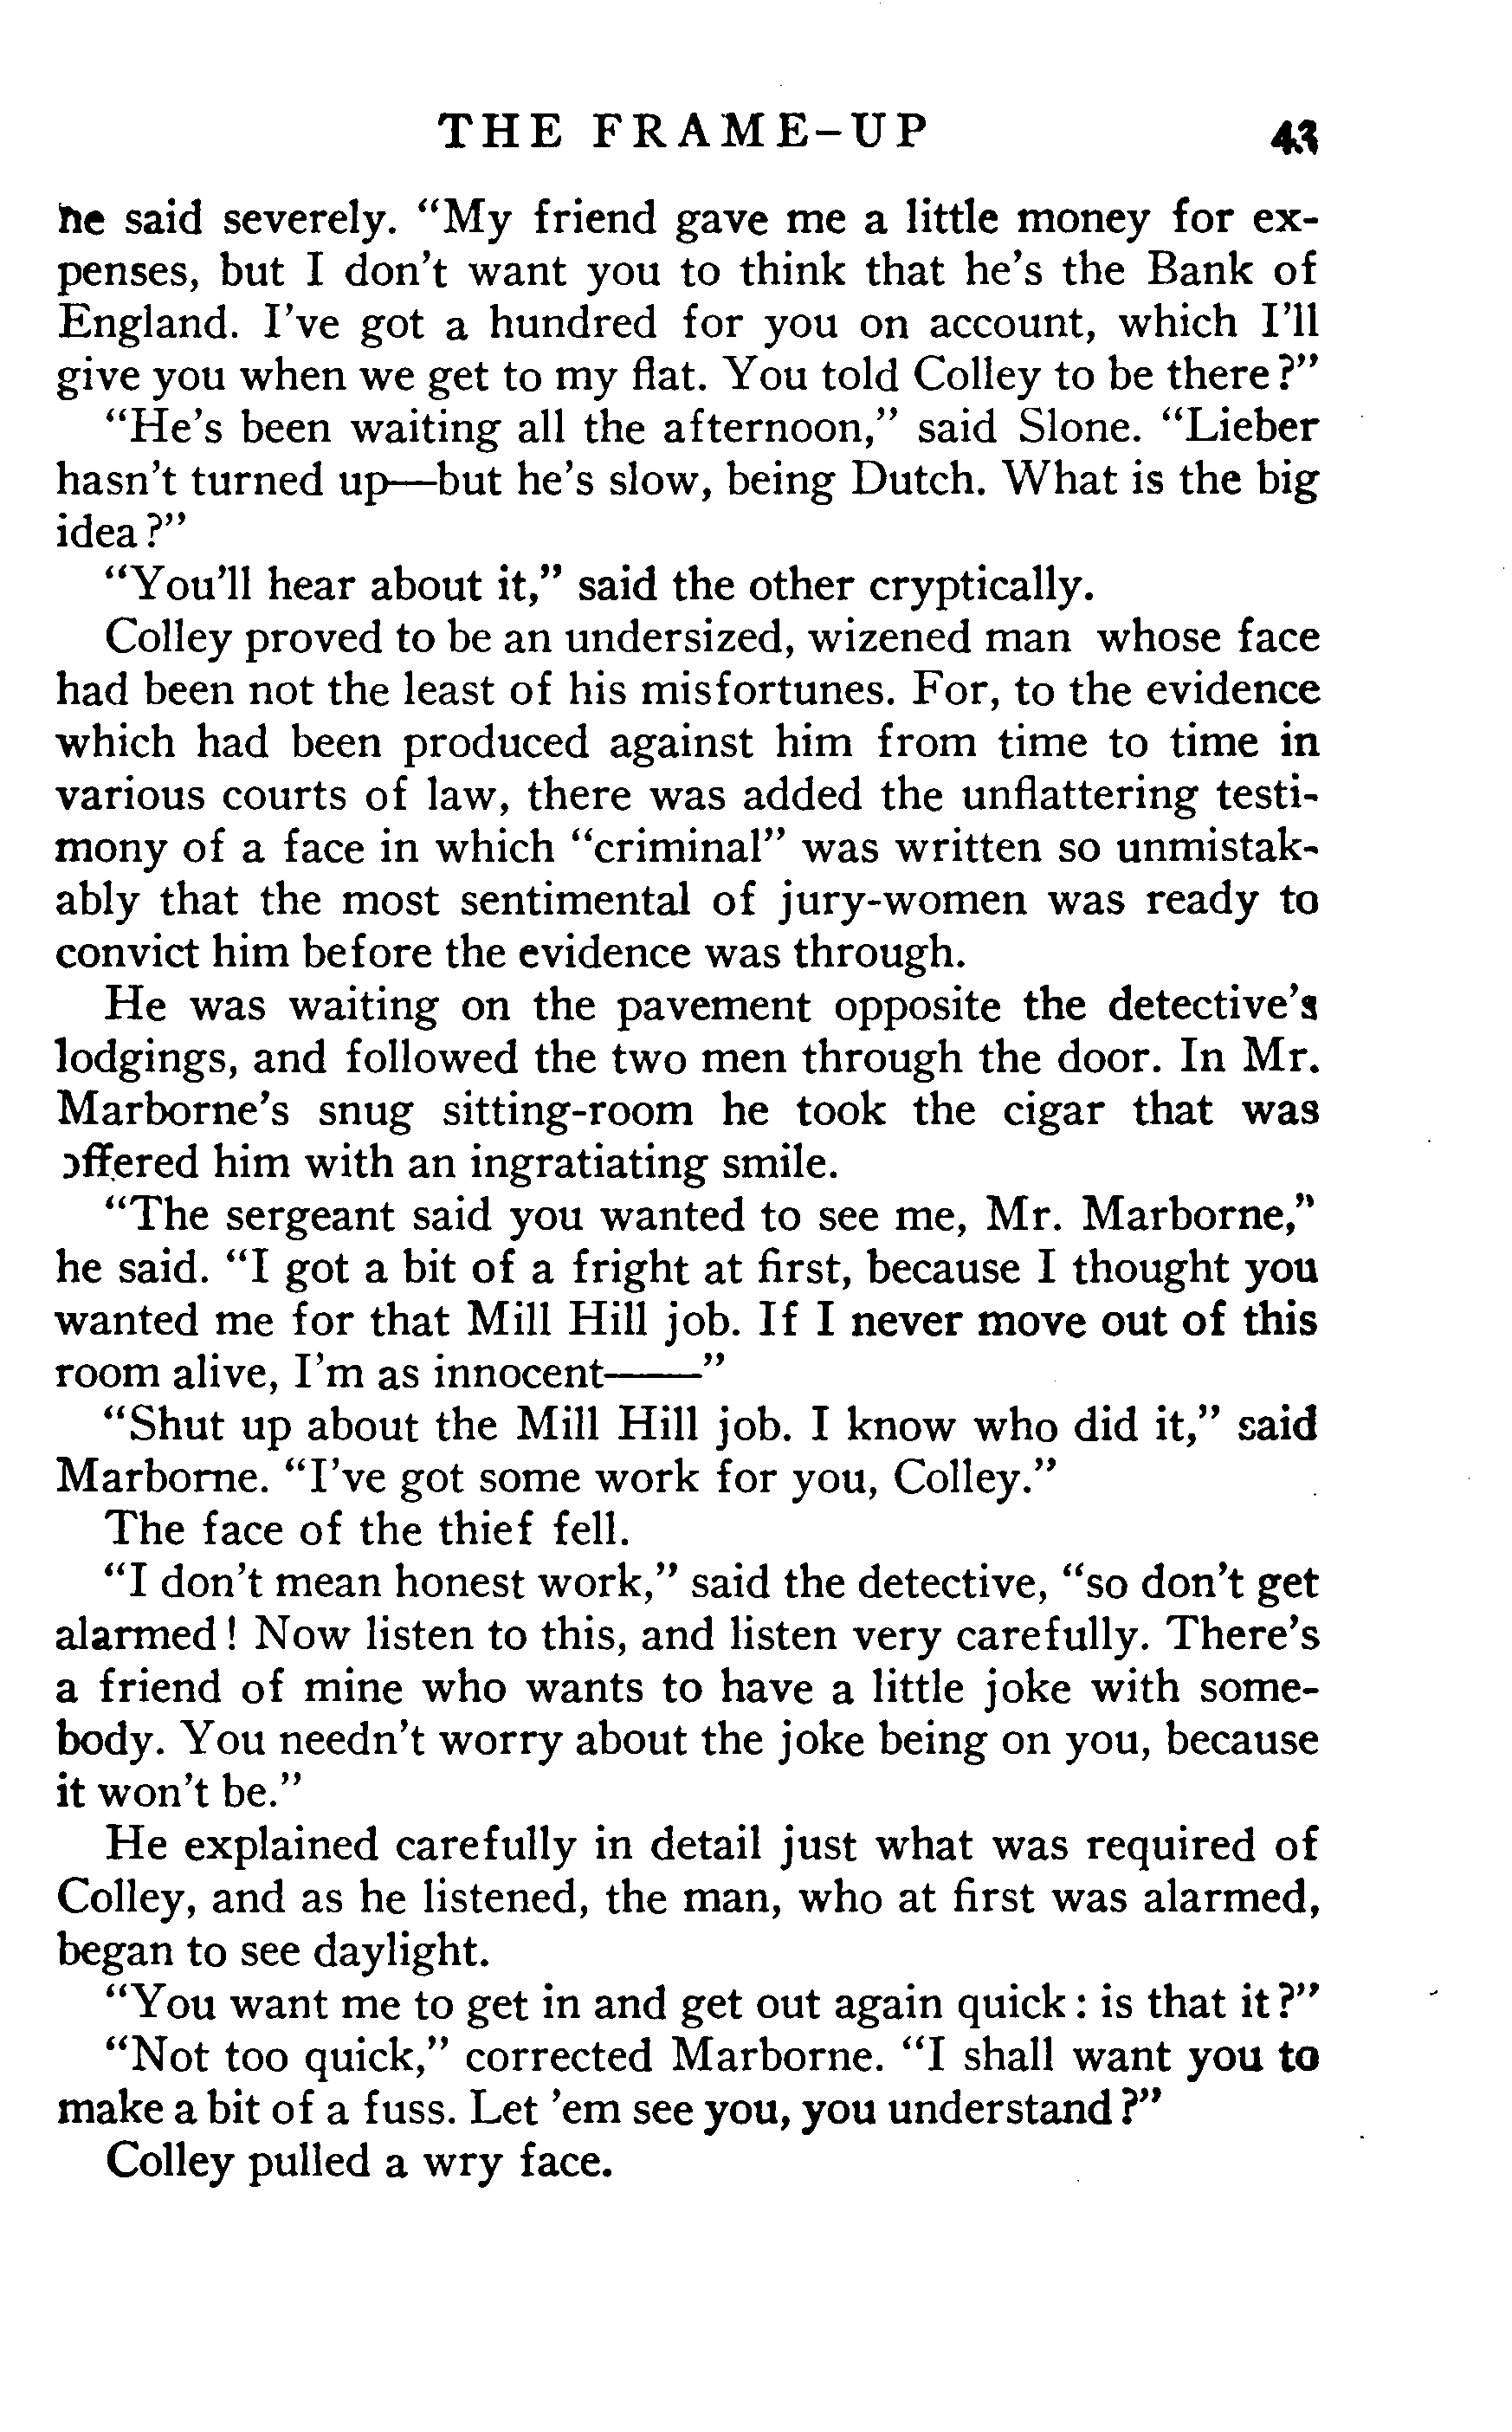 THE FRAME-UP 43
he said severely. “My friend gave me a little money for ex-
penses, but I don't want you to think that he's the Bank of
England. I've got a hundred for you on account, which I'll
give you when we get to my flat. You told Colley to be there?”
“He's been waiting all the afternoon,” said Slone. “Lieber
hasn't turned up—but he's slow, being Dutch. What is the big
idea?”
“You'll hear about it,” said the other cryptically.
Colley proved to be an undersized, wizened man whose face
had been not the least of his misfortunes. For, to the evidence
which had been produced against him from time to time in
various courts of law, there was added the unflattering testi-
mony of a face in which “criminal” was written so unmistak-
ably that the most sentimental of jury-women was ready to
convict him before the evidence was through.
He was waiting on the pavement opposite the detective's
lodgings, and followed the two men through the door. In Mr.
Marborne's snug sitting-room he took the cigar that was
offered him with an ingratiating smile.
“The sergeant said you wanted to see me, Mr. Marborne,”
he said. “I got a bit of a fright at first, because I thought you
wanted me for that Mill Hill job. If I never move out of this
room alive, I'm as innocent——”
“Shut up about the Mill Hill job. I know who did it,” said
Marborne. “I've got some work for you, Colley.”
The face of the thief fell.
“I don't mean honest work,” said the detective, “so don't get
alarmed! Now listen to this, and listen very carefully. There's
a friend of mine who wants to have a little joke with some-
body. You needn't worry about the joke being on you, because
it won't be.”
He explained carefully in detail just what was required of
Colley, and as he listened, the man, who at first was alarmed,
began to see daylight.
“You want me to get in and get out again quick: is that it?”
“Not too quick,” corrected Marborne. “I shall want you to
make a bit of a fuss. Let 'em see you, you understand?”
Colley pulled a wry face.